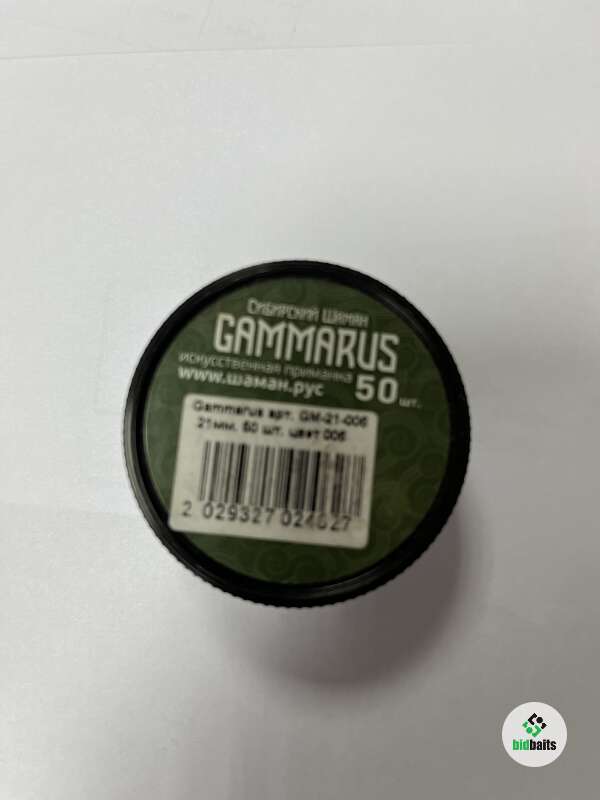 Сибирский Шаман
GAMMARUS
искусственная приманка
www.шаман.рус
50 шт.
Gammarus арт. GM-21-006
21мм. 50 шт. цвет 006
2 029327 024627
bidbaits